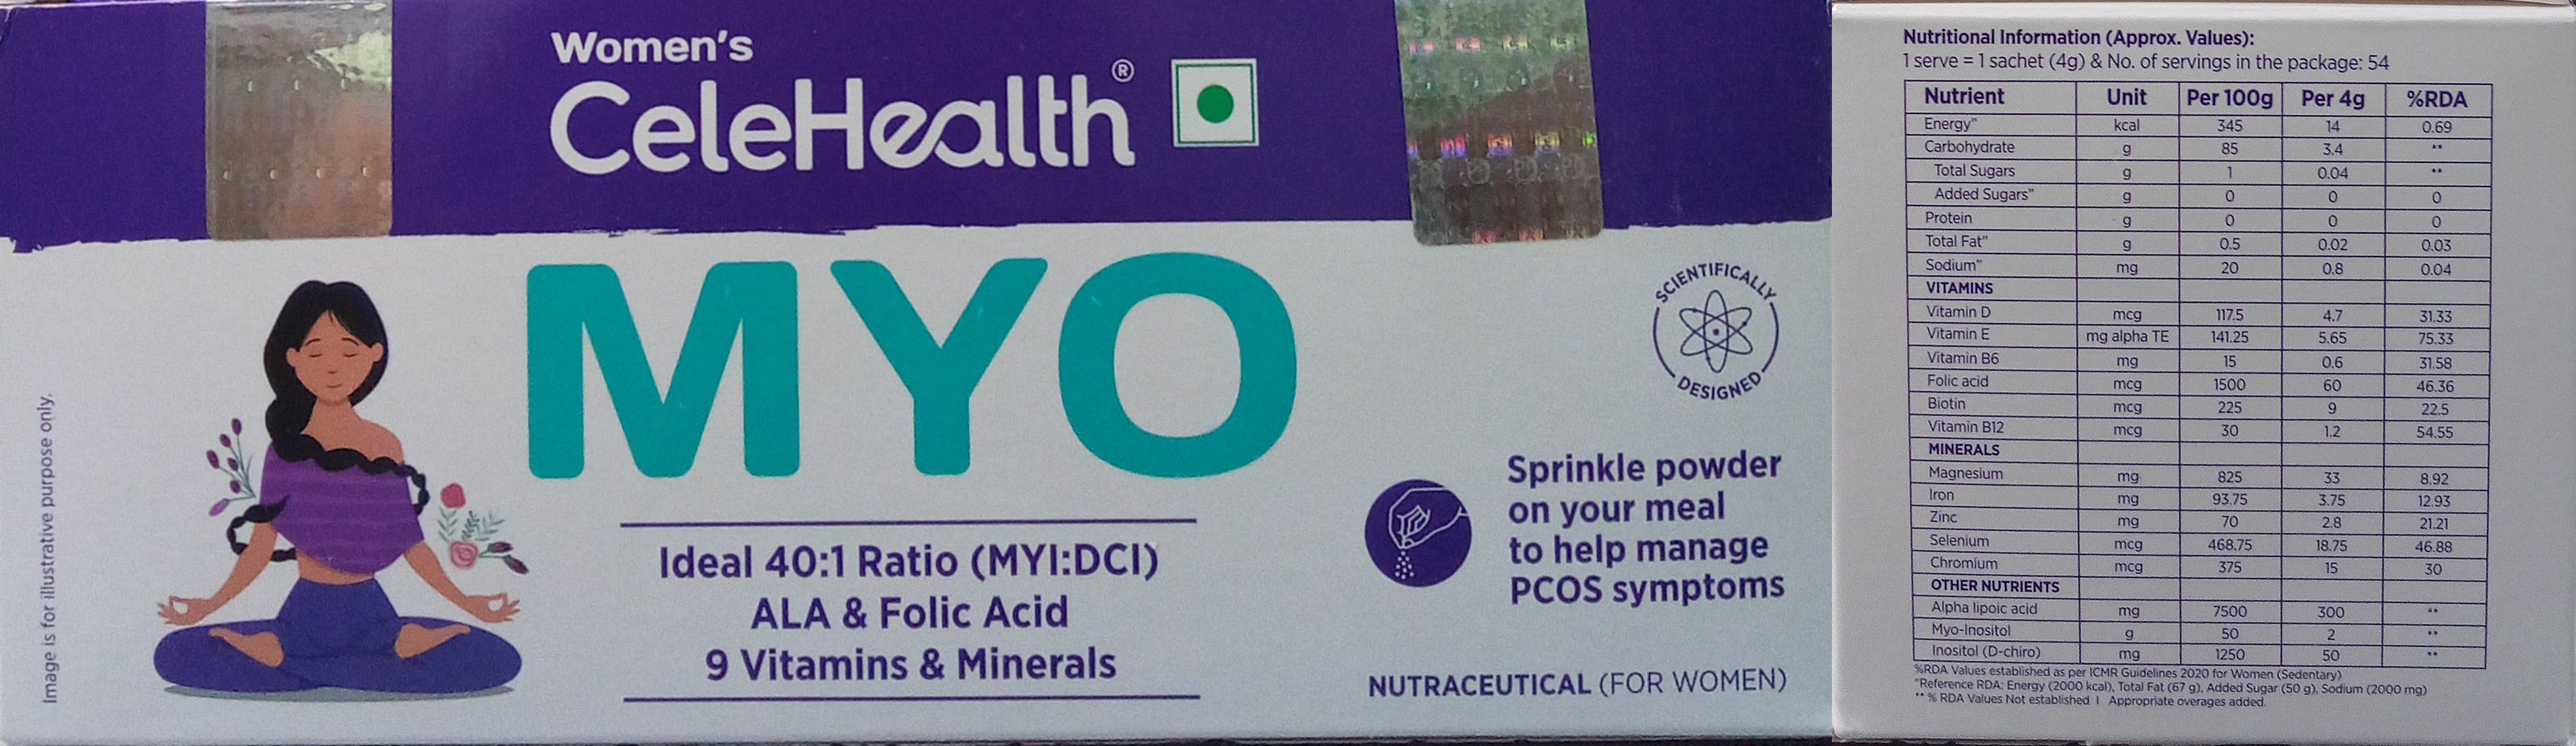 Women's
CeleHealth®
MYO
SCIENTIFICALLY
DESIGNED
Ideal 40:1 Ratio (MYI:DCI)
ALA & Folic Acid
9 Vitamins & Minerals
Sprinkle powder
on your meal
to help manage
PCOS symptoms
NUTRACEUTICAL (FOR WOMEN)
Image is for illustrative purpose only.
Nutritional Information (Approx. Values):
1 serve = 1 sachet (4g) & No. of servings in the package: 54
Nutrient Unit Per 100g Per 4g %RDA
Energy" kcal 345 14 0.69
Carbohydrate g 85 3.4 **
Total Sugars g 1 0.04 **
Added Sugars" g 0 0 0
Protein g 0 0 0
Total Fat" g 0.5 0.02 0.03
Sodium" mg 20 0.8 0.04
VITAMINS
Vitamin D mcg 117.5 4.7 31.33
Vitamin E mg alpha TE 141.25 5.65 75.33
Vitamin B6 mg 15 0.6 31.58
Folic acid mcg 1500 60 46.36
Biotin mcg 225 9 22.5
Vitamin B12 mcg 30 1.2 54.55
MINERALS
Magnesium mg 825 33 8.92
Iron mg 93.75 3.75 12.93
Zinc mg 70 2.8 21.21
Selenium mcg 468.75 18.75 46.88
Chromium mcg 375 15 30
OTHER NUTRIENTS
Alpha lipoic acid mg 7500 300 **
Myo-Inositol g 50 2 **
Inositol (D-chiro) mg 1250 50 **
%RDA Values established as per ICMR Guidelines 2020 for Women (Sedentary)
"Reference RDA: Energy (2000 kcal), Total Fat (67 g), Added Sugar (50 g), Sodium (2000 mg)
** % RDA Values Not established | Appropriate overages added.